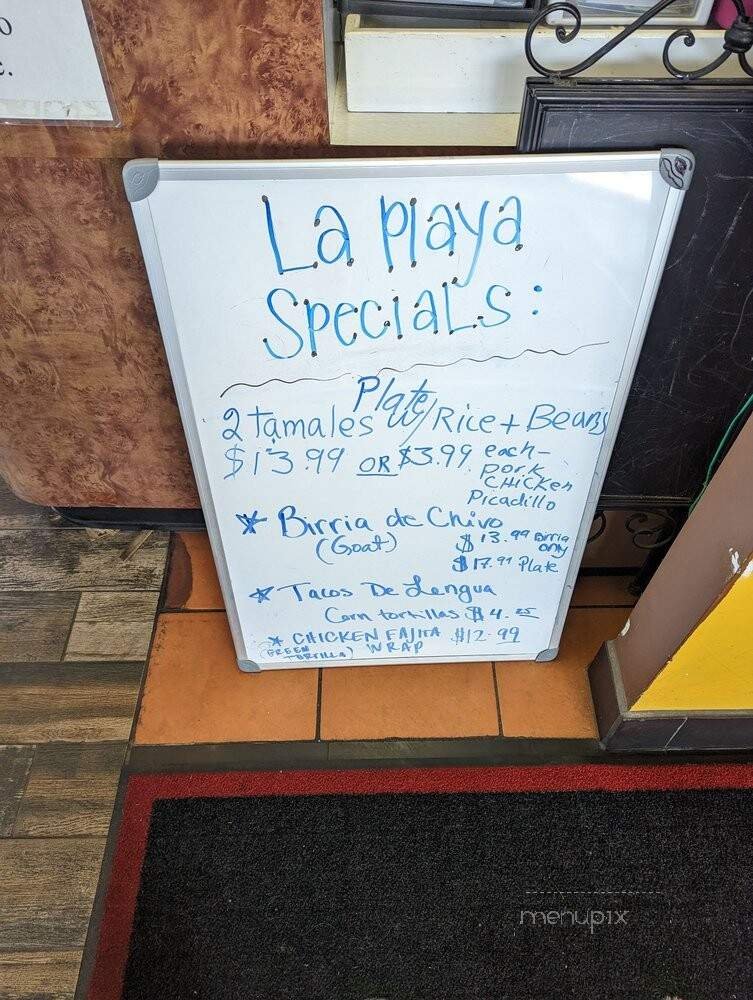 o
.
La Playa
Specials:
Plate
2 Tamales w/ Rice + Beans
$13.99 OR $3.99 each-
pork
CHicken
Picadillo
* Birria de Chivo
(Goat)
$13.99 Birria only
$17.99 Plate
* Tacos De Lengua
Corn tortillas $4.25
* CHICKEN FAJITA $12.99
(GREEN TORTILLA) WRAP
menupix